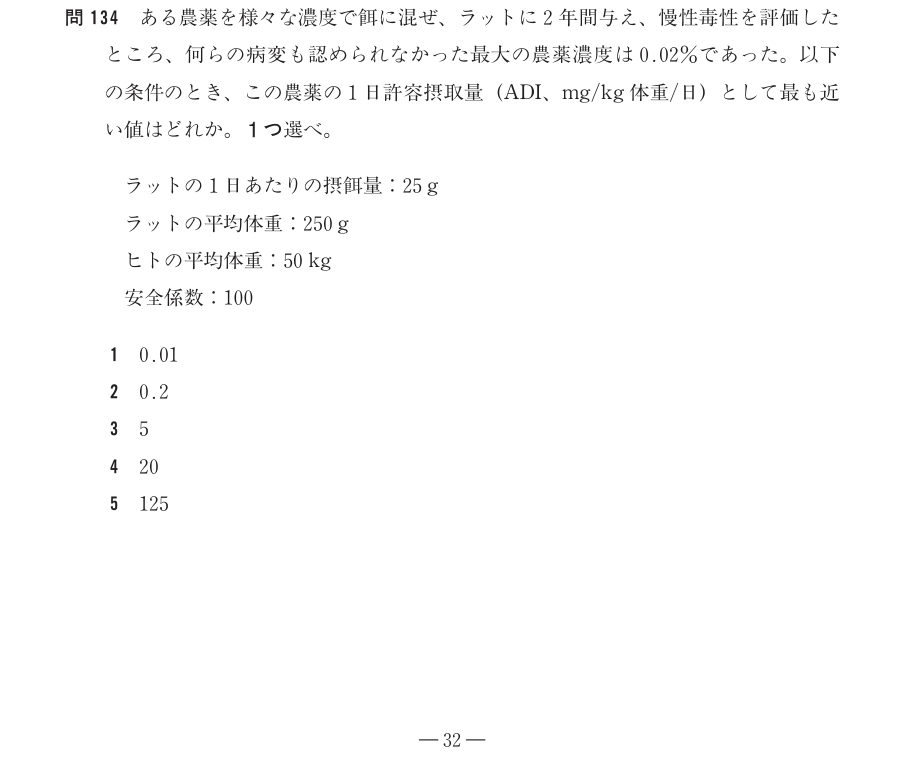 問134 ある農薬を様々な濃度で餌に混ぜ、ラットに2年間与え、慢性毒性を評価した
ところ、何らの病変も認められなかった最大の農薬濃度は0.02%であった。以下
の条件のとき、この農薬の1日許容摂取量（ADI、mg/kg体重/日）として最も近
い値はどれか。1つ選べ。
ラットの1日あたりの摂餌量：25 g
ラットの平均体重：250 g
ヒトの平均体重：50 kg
安全係数：100
1 0.01
2 0.2
3 5
4 20
5 125
― 32 ―